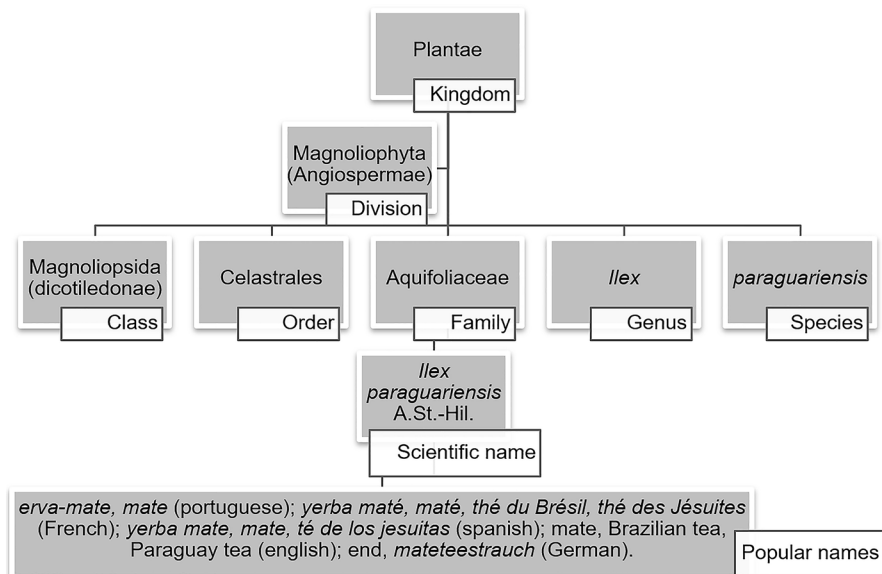 Plantae
Kingdom
Magnoliophyta
(Angiospermae)
Division
Magnoliopsida
(dicotiledonae)
Class
Celastrales
Order
Aquifoliaceae
Family
Ilex
Genus
paraguariensis
Species
Ilex
paraguariensis
A.St.-Hil.
Scientific name
erva-mate, mate (portuguese); yerba maté, maté, thé du Brésil, thé des Jésuites
(French); yerba mate, mate, té de los jesuitas (spanish); mate, Brazilian tea,
Paraguay tea (english); end, mateteestrauch (German).
Popular names